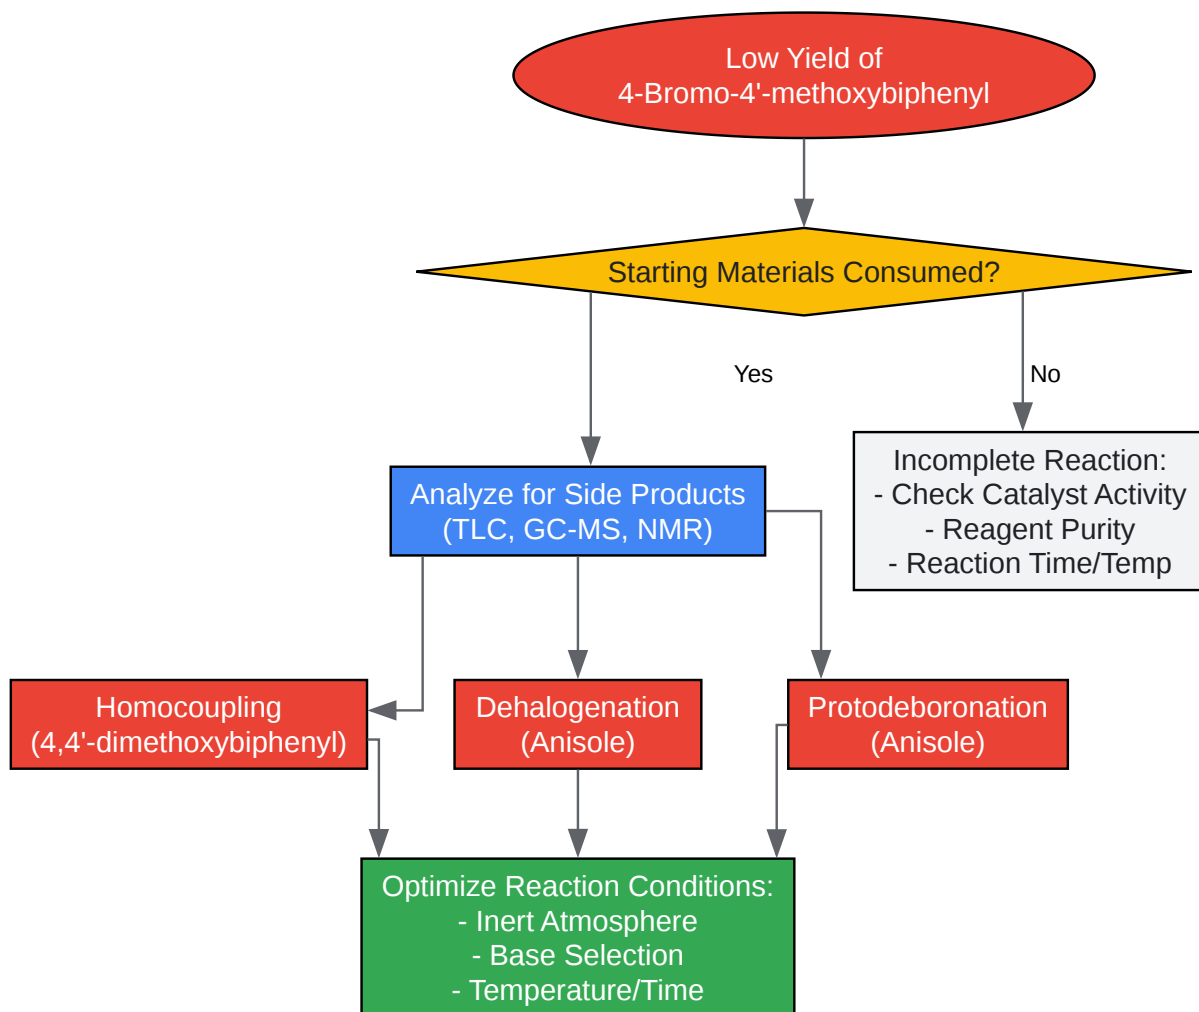 Low Yield of
4-Bromo-4'-methoxybiphenyl
Starting Materials Consumed?
Yes
No
Incomplete Reaction:
- Check Catalyst Activity
- Reagent Purity
- Reaction Time/Temp
Analyze for Side Products
(TLC, GC-MS, NMR)
Homocoupling
(4,4'-dimethoxybiphenyl)
Dehalogenation
(Anisole)
Protodeboronation
(Anisole)
Optimize Reaction Conditions:
- Inert Atmosphere
- Base Selection
- Temperature/Time